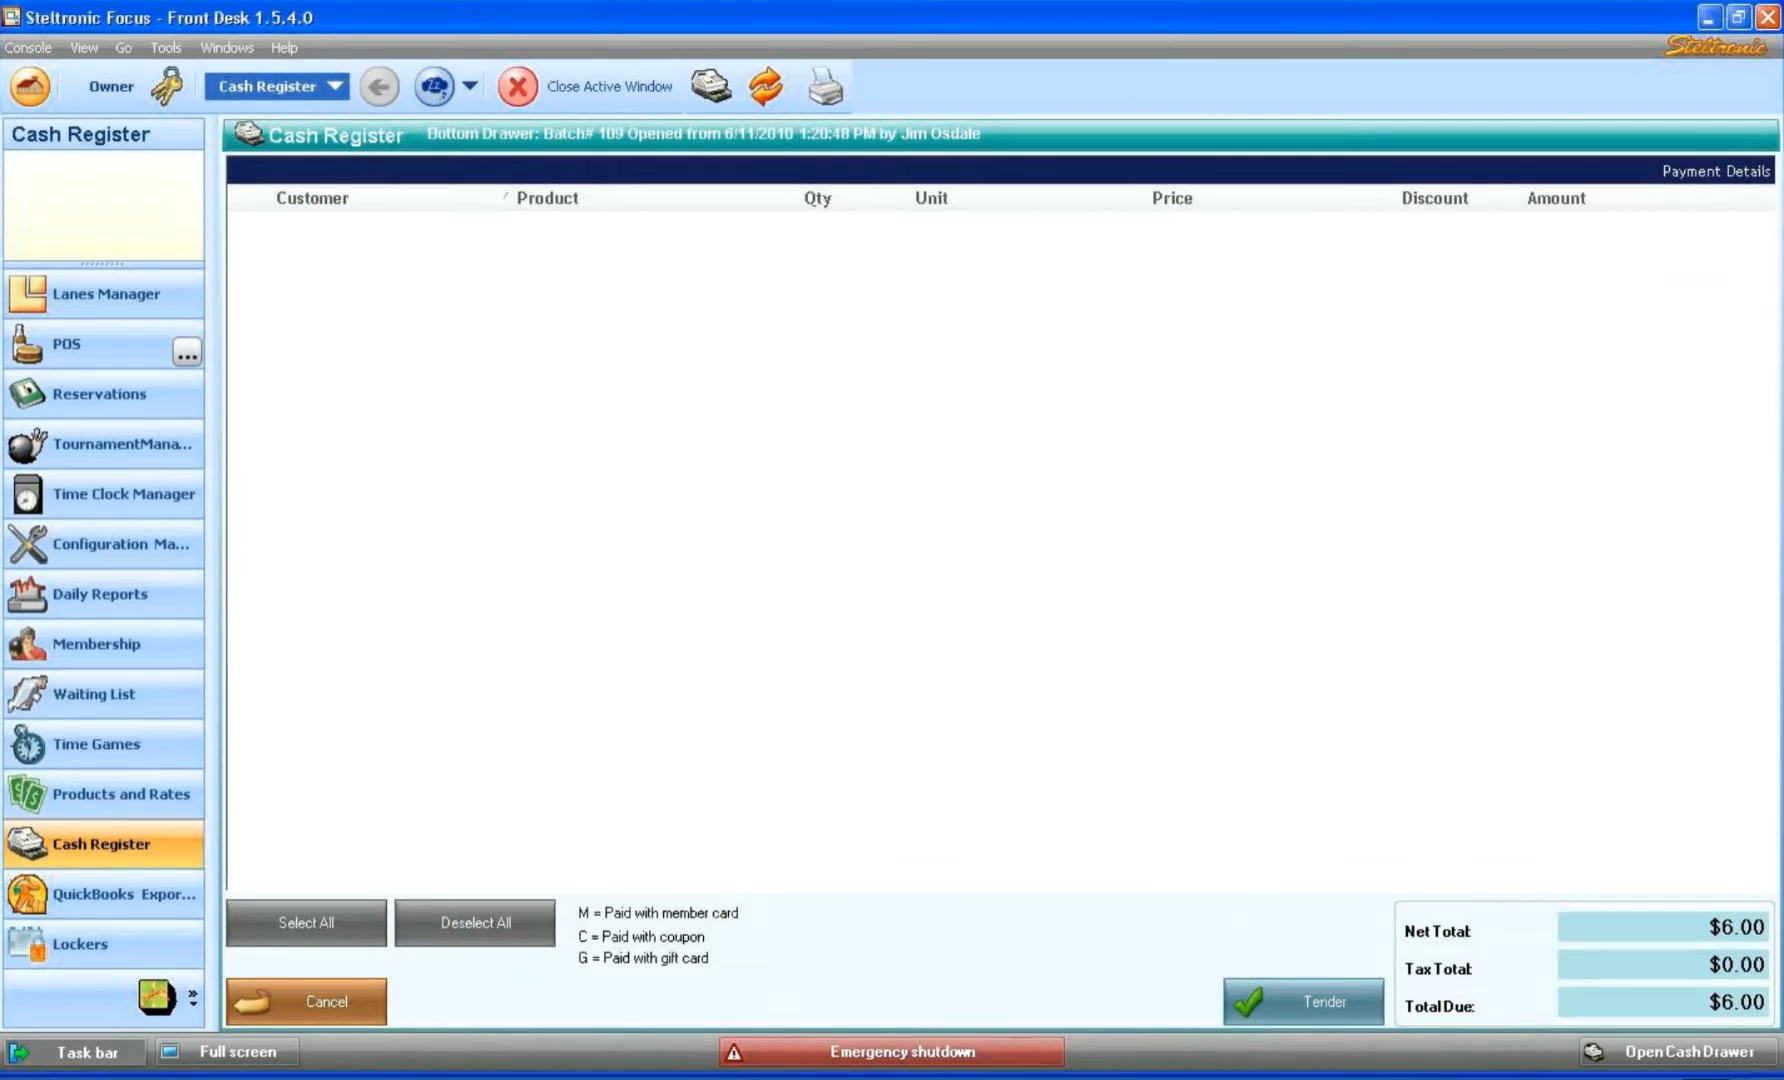 Steltronic Focus - Front Desk 1.5.4.0
Console View Go Tools Windows Help
Steltronic
Owner
Cash Register
Close Active Window
Cash Register
Cash Register Bottom Drawer: Batch# 109 Opened from 6/11/2010 1:20:48 PM by Jim Osdale
Payment Details
Customer Product Qty Unit Price Discount Amount
Lanes Manager
POS
...
Reservations
TournamentMana...
Time Clock Manager
Configuration Ma...
Daily Reports
Membership
Waiting List
Time Games
Products and Rates
Cash Register
QuickBooks Expor...
Lockers
Select All
Deselect All
M = Paid with member card
C = Paid with coupon
G = Paid with gift card
Cancel
Tender
Net Total: $6.00
Tax Total: $0.00
Total Due: $6.00
Task bar
Full screen
Emergency shutdown
Open Cash Drawer